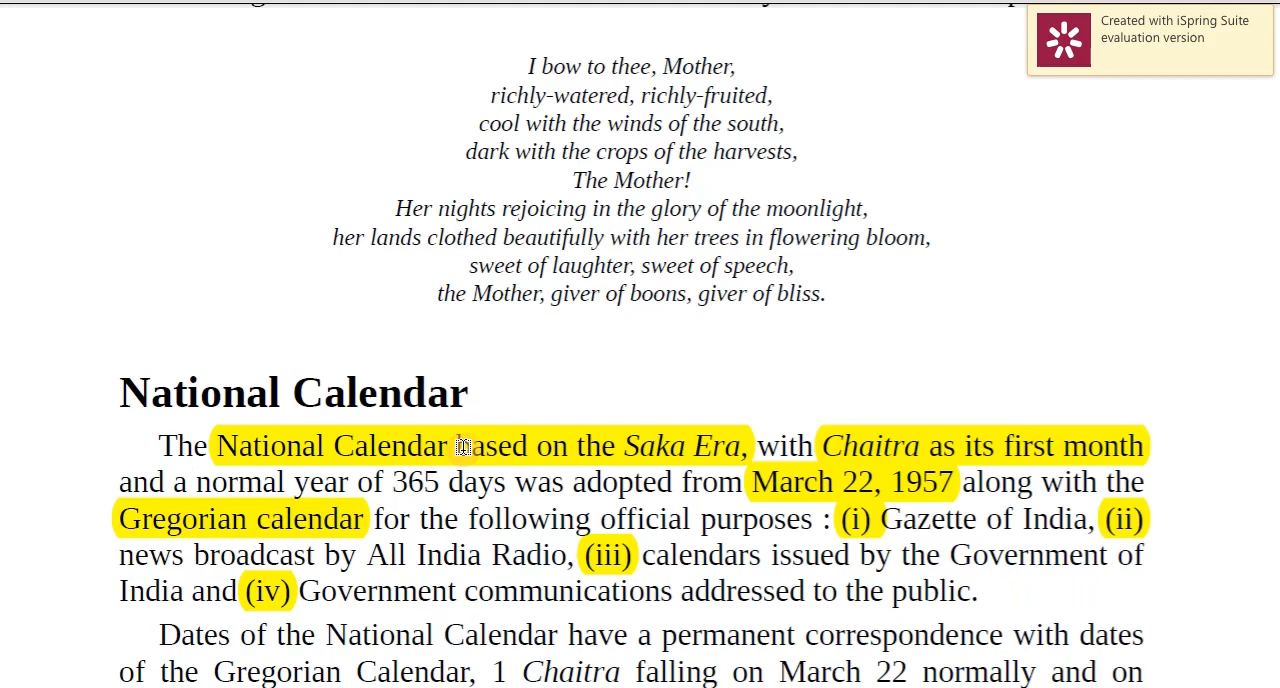 Created with iSpring Suite
evaluation version
I bow to thee, Mother,
richly-watered, richly-fruited,
cool with the winds of the south,
dark with the crops of the harvests,
The Mother!
Her nights rejoicing in the glory of the moonlight,
her lands clothed beautifully with her trees in flowering bloom,
sweet of laughter, sweet of speech,
the Mother, giver of boons, giver of bliss.
National Calendar
The National Calendar based on the Saka Era, with Chaitra as its first month
and a normal year of 365 days was adopted from March 22, 1957 along with the
Gregorian calendar for the following official purposes : (i) Gazette of India, (ii)
news broadcast by All India Radio, (iii) calendars issued by the Government of
India and (iv) Government communications addressed to the public.
Dates of the National Calendar have a permanent correspondence with dates
of the Gregorian Calendar, 1 Chaitra falling on March 22 normally and on